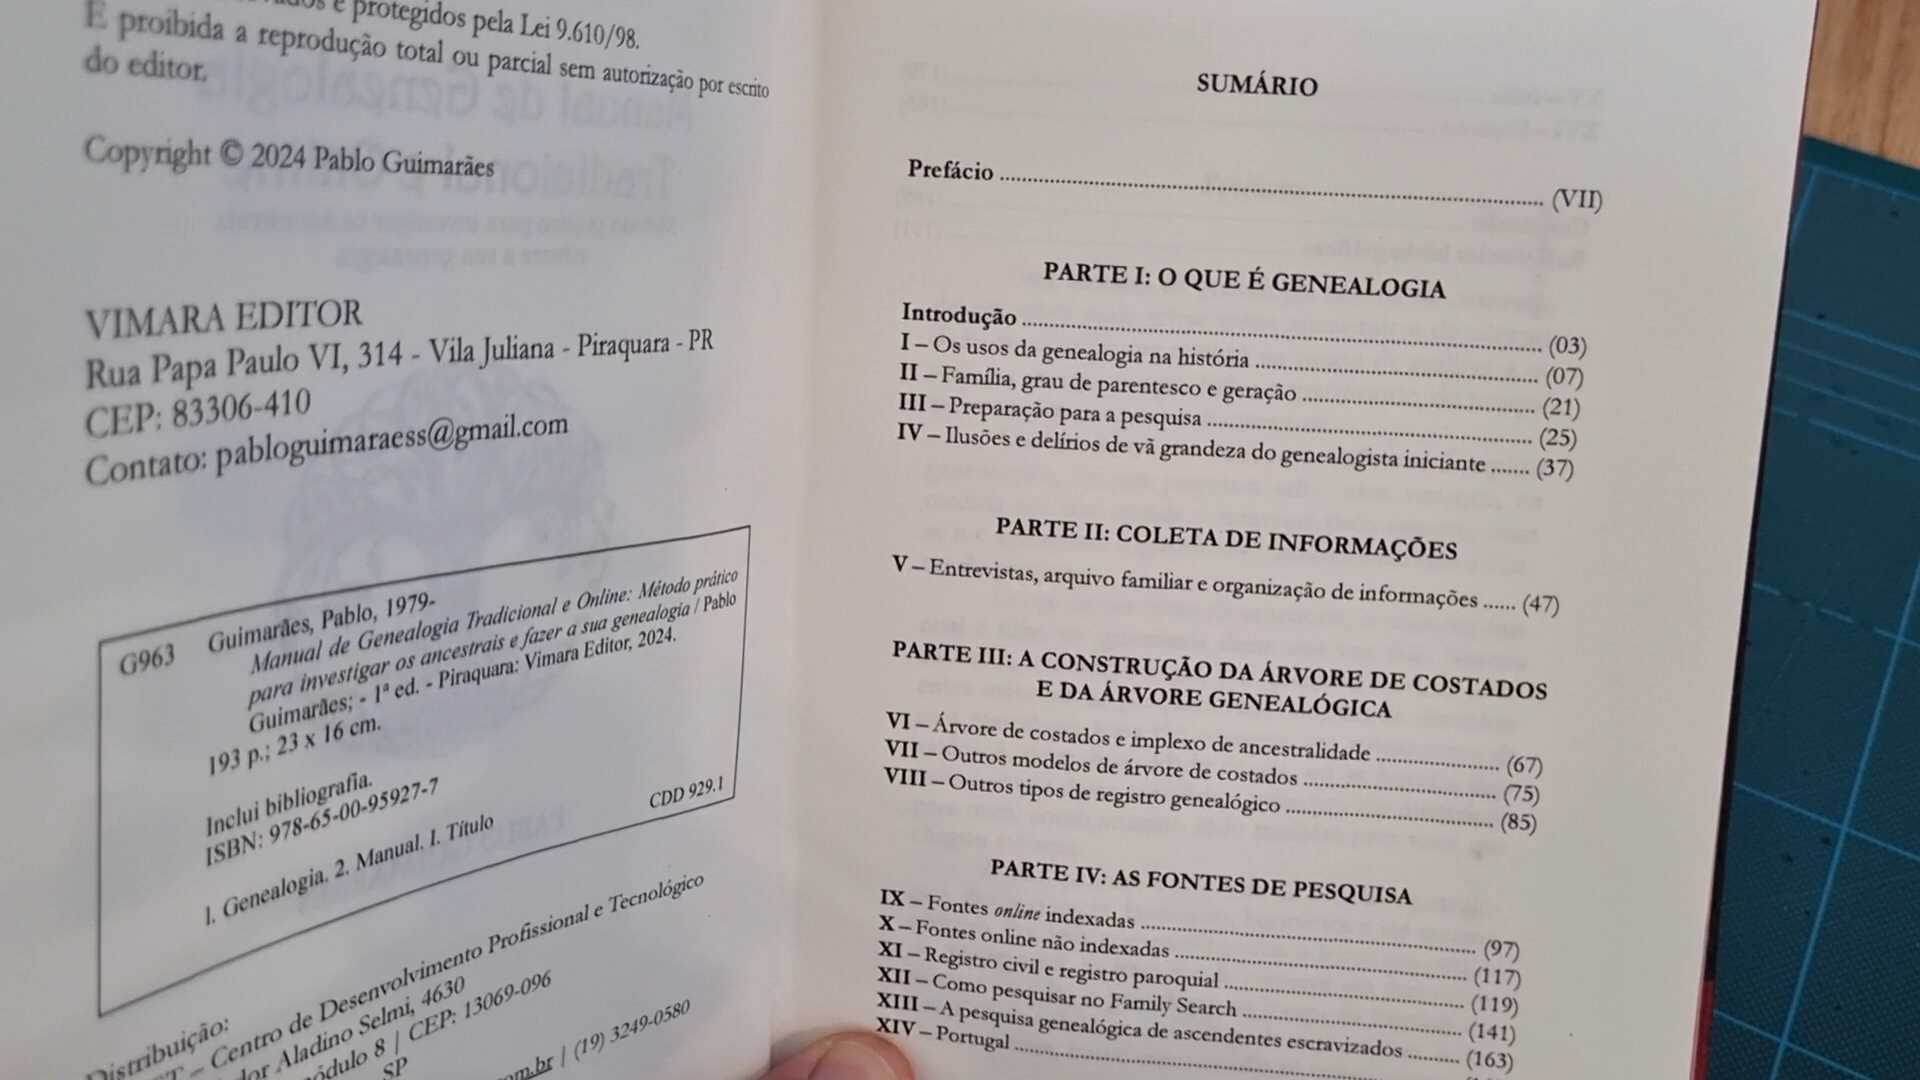 e protegidos pela Lei 9.610/98.
É proibida a reprodução total ou parcial sem autorização por escrito
do editor.
Copyright © 2024 Pablo Guimarães
VIMARA EDITOR
Rua Papa Paulo VI, 314 - Vila Juliana - Piraquara - PR
CEP: 83306-410
Contato: pabloguimaraess@gmail.com
G963 Guimarães, Pablo, 1979-
Manual de Genealogia Tradicional e Online: Método prático
para investigar os ancestrais e fazer a sua genealogia / Pablo
Guimarães; - 1ª ed. - Piraquara: Vimara Editor, 2024.
193 p.; 23 x 16 cm.
Inclui bibliografia.
ISBN: 978-65-00-95927-7
CDD 929.1
1. Genealogia. 2. Manual. I. Título
Distribuição:
– Centro de Desenvolvimento Profissional e Tecnológico
Aladino Selmi, 4630
8 | CEP: 13069-096
SP
| (19) 3249-0580
SUMÁRIO
Prefácio (VII)
PARTE I: O QUE É GENEALOGIA
Introdução (03)
I – Os usos da genealogia na história (07)
II – Família, grau de parentesco e geração (21)
III – Preparação para a pesquisa (25)
IV – Ilusões e delírios de vã grandeza do genealogista iniciante (37)
PARTE II: COLETA DE INFORMAÇÕES
V – Entrevistas, arquivo familiar e organização de informações (47)
PARTE III: A CONSTRUÇÃO DA ÁRVORE DE COSTADOS
E DA ÁRVORE GENEALÓGICA
VI – Árvore de costados e implexo de ancestralidade (67)
VII – Outros modelos de árvore de costados (75)
VIII – Outros tipos de registro genealógico (85)
PARTE IV: AS FONTES DE PESQUISA
IX – Fontes online indexadas (97)
X – Fontes online não indexadas (117)
XI – Registro civil e registro paroquial (119)
XII – Como pesquisar no Family Search (141)
XIII – A pesquisa genealógica de ascendentes escravizados (163)
XIV – Portugal